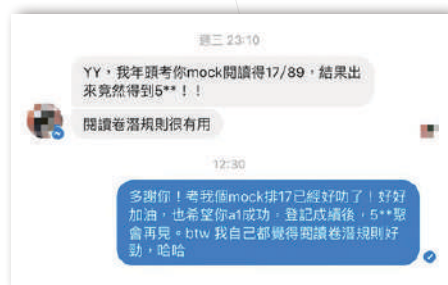 週三 23:10
YY，我年頭考你mock閱讀得17/89，結果出
來竟然得到5**！！
閱讀卷潛規則很有用
12:30
多謝你！考我個mock排17已經好叻了！好好
加油，也希望你a1成功。登記成績後，5**聚
會再見。btw 我自己都覺得閱讀卷潛規則好
勁，哈哈